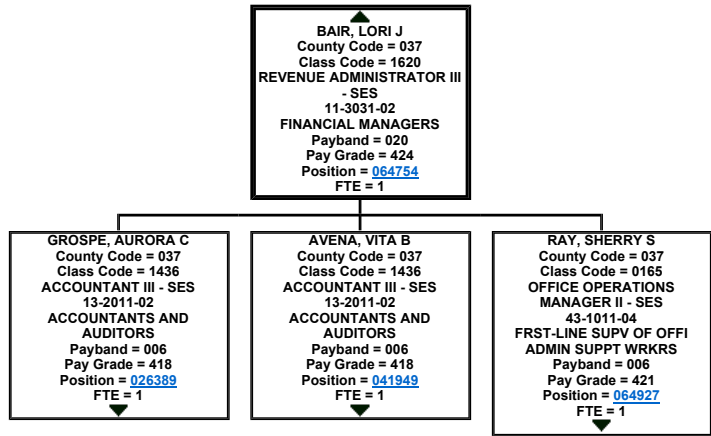 BAIR, LORI J
County Code = 037
Class Code = 1620
REVENUE ADMINISTRATOR III
- SES
11-3031-02
FINANCIAL MANAGERS
Payband = 020
Pay Grade = 424
Position = 064754
FTE = 1
GROSPE, AURORA C
County Code = 037
Class Code = 1436
ACCOUNTANT III - SES
13-2011-02
ACCOUNTANTS AND
AUDITORS
Payband = 006
Pay Grade = 418
Position = 026389
FTE = 1
AVENA, VITA B
County Code = 037
Class Code = 1436
ACCOUNTANT III - SES
13-2011-02
ACCOUNTANTS AND
AUDITORS
Payband = 006
Pay Grade = 418
Position = 041949
FTE = 1
RAY, SHERRY S
County Code = 037
Class Code = 0165
OFFICE OPERATIONS
MANAGER II - SES
43-1011-04
FRST-LINE SUPV OF OFFI
ADMIN SUPPT WRKRS
Payband = 006
Pay Grade = 421
Position = 064927
FTE = 1